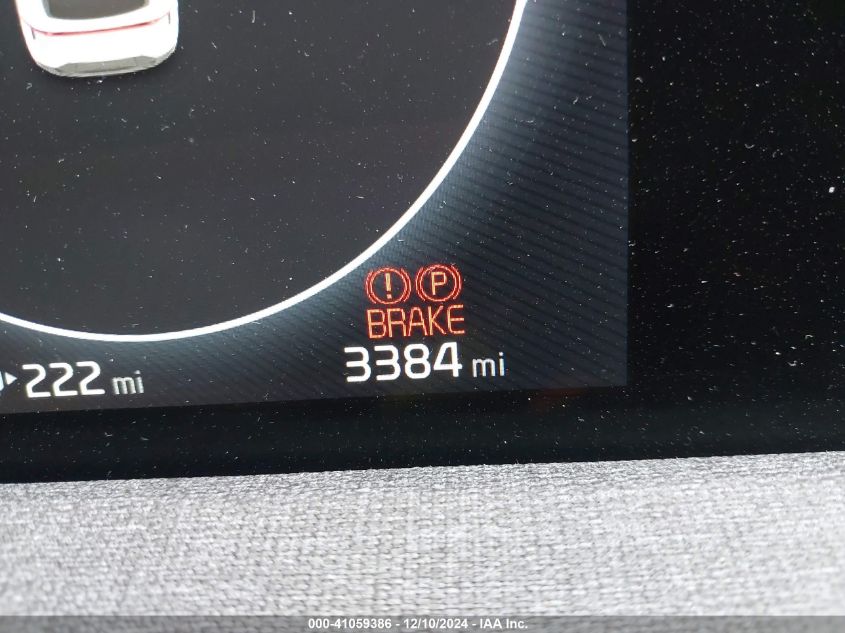 ! P
BRAKE
3384 mi
222 mi
000-41059386 - 12/10/2024 - IAA Inc.